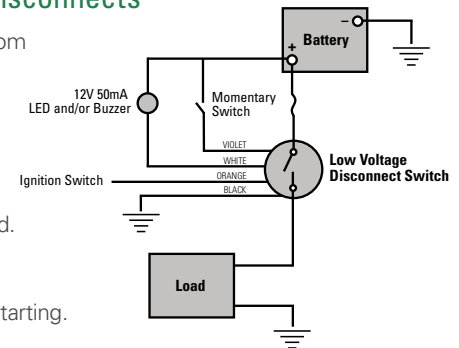 om
d.
tarting.
Battery
+
–
12V 50mA
LED and/or Buzzer
Momentary
Switch
VIOLET
WHITE
ORANGE
BLACK
Ignition Switch
Low Voltage
Disconnect Switch
Load